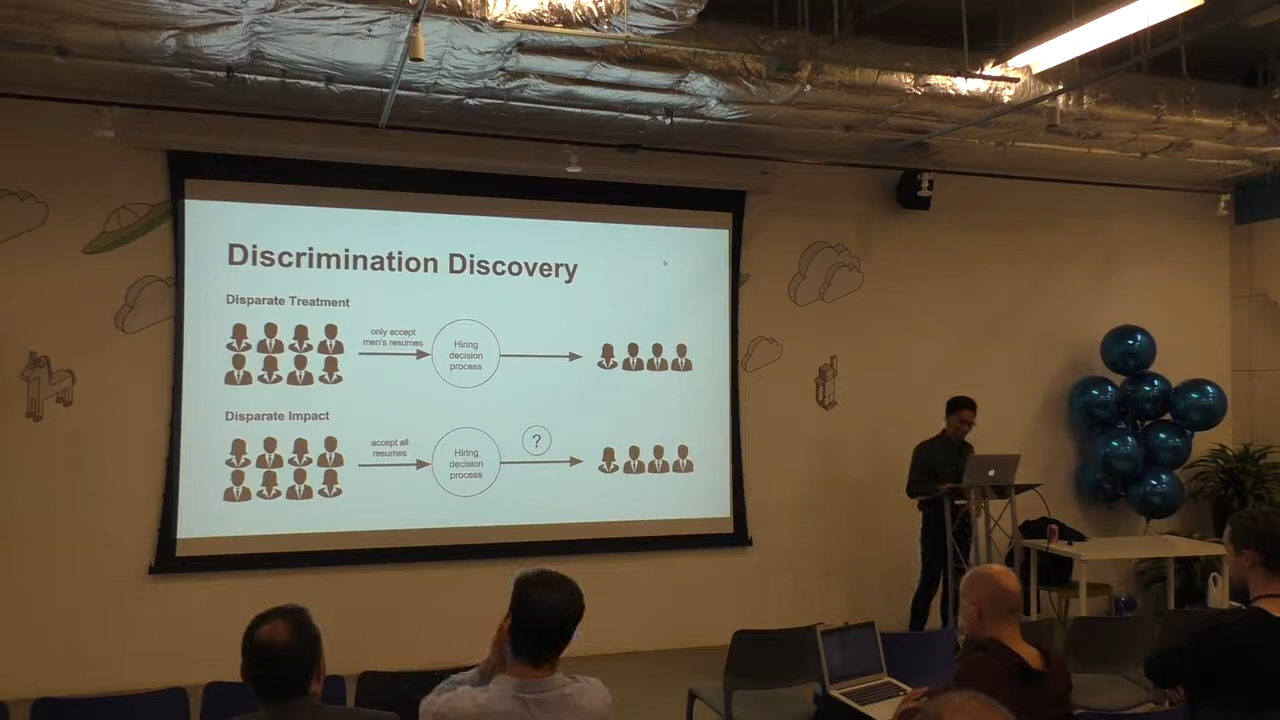 Discrimination Discovery
Disparate Treatment
only accept
men's resumes
Hiring
decision
process
Disparate Impact
accept all
resumes
Hiring
decision
process
?